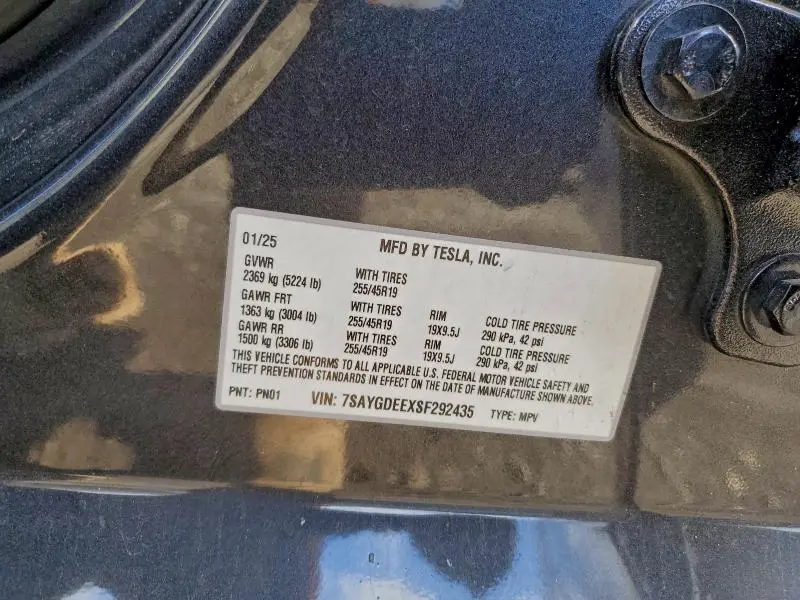 01/25 MFD BY TESLA, INC.
GVWR
2369 kg (5224 lb) WITH TIRES 255/45R19
GAWR FRT
1363 kg (3004 lb) WITH TIRES 255/45R19 RIM 19X9.5J COLD TIRE PRESSURE 290 kPa, 42 psi
GAWR RR
1500 kg (3306 lb) WITH TIRES 255/45R19 RIM 19X9.5J COLD TIRE PRESSURE 290 kPa, 42 psi
THIS VEHICLE CONFORMS TO ALL APPLICABLE U.S. FEDERAL MOTOR VEHICLE SAFETY AND
THEFT PREVENTION STANDARDS IN EFFECT ON THE DATE OF MANUFACTURE SHOWN ABOVE.
PNT: PN01 VIN: 7SAYGDEEXSF292435 TYPE: MPV